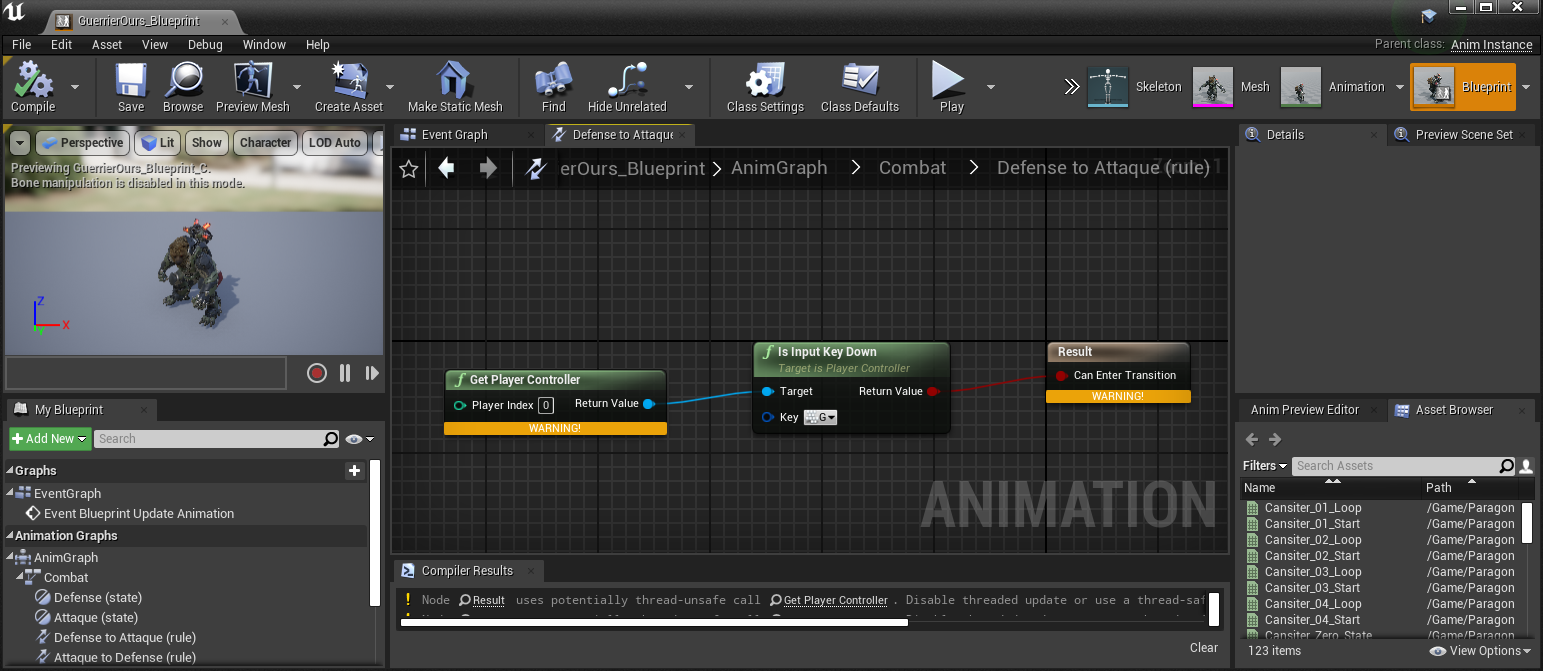 GuerrierOurs_Blueprint
File Edit Asset View Debug Window Help
Parent class: Anim Instance
Compile
Save
Browse
Preview Mesh
Create Asset
Make Static Mesh
Find
Hide Unrelated
Class Settings
Class Defaults
Play
Skeleton
Mesh
Animation
Blueprint
Perspective Lit Show Character LOD Auto
Previewing GuerrierOurs_Blueprint_C.
Bone manipulation is disabled in this mode.
Z
X
Y
My Blueprint
Add New Search
Graphs
EventGraph
Event Blueprint Update Animation
Animation Graphs
AnimGraph
Combat
Defense (state)
Attaque (state)
Defense to Attaque (rule)
Attaque to Defense (rule)
Event Graph
Defense to Attaque
erOurs_Blueprint > AnimGraph > Combat > Defense to Attaque (rule)
f Get Player Controller
Player Index 0 Return Value
WARNING!
f Is Input Key Down
Target is Player Controller
Target Return Value
Key G
Result
Can Enter Transition
WARNING!
ANIMATION
Compiler Results
! Node Result uses potentially thread-unsafe call Get Player Controller . Disable threaded update or use a thread-saf
Clear
Details
Preview Scene Set
Anim Preview Editor
Asset Browser
Filters Search Assets
Name Path
Cansiter_01_Loop /Game/Paragon
Cansiter_01_Start /Game/Paragon
Cansiter_02_Loop /Game/Paragon
Cansiter_02_Start /Game/Paragon
Cansiter_03_Loop /Game/Paragon
Cansiter_03_Start /Game/Paragon
Cansiter_04_Loop /Game/Paragon
Cansiter_04_Start /Game/Paragon
Cansiter_Zero_State /Game/Paragon
123 items View Options